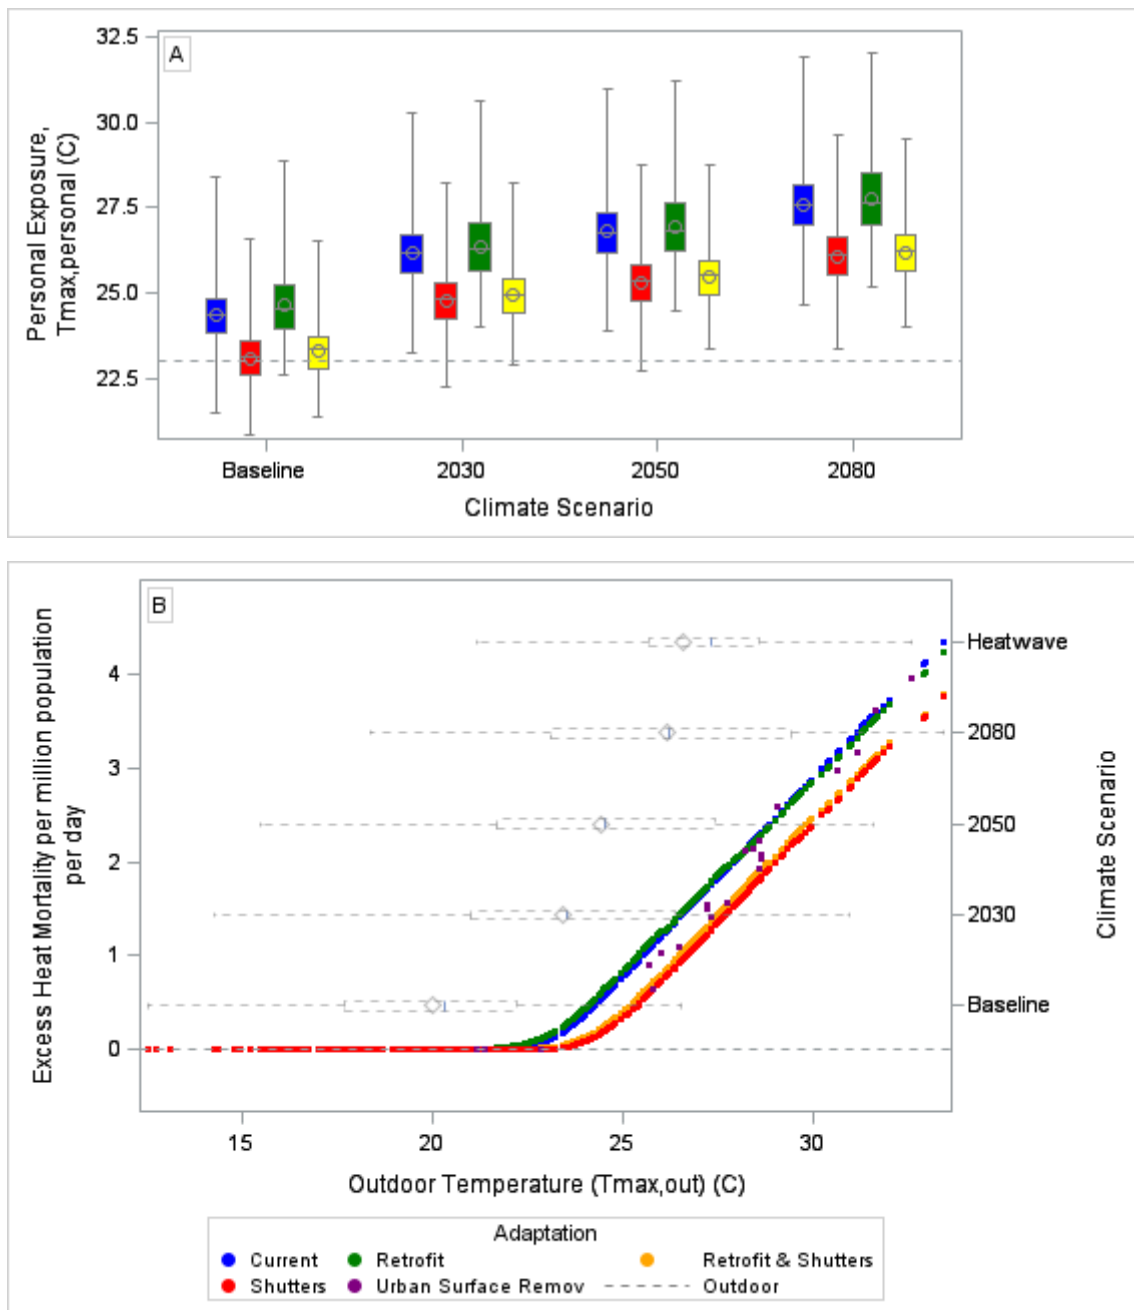 A
32.5
30.0
27.5
25.0
22.5
Personal Exposure,
Tmax,personal (C)
Baseline 2030 2050 2080
Climate Scenario
B
4
3
2
1
0
Excess Heat Mortality per million population
per day
Heatwave
2080
2050
2030
Baseline
Climate Scenario
15 20 25 30
Outdoor Temperature (Tmax,out) (C)
Adaptation
Current Retrofit Retrofit & Shutters
Shutters Urban Surface Remov Outdoor